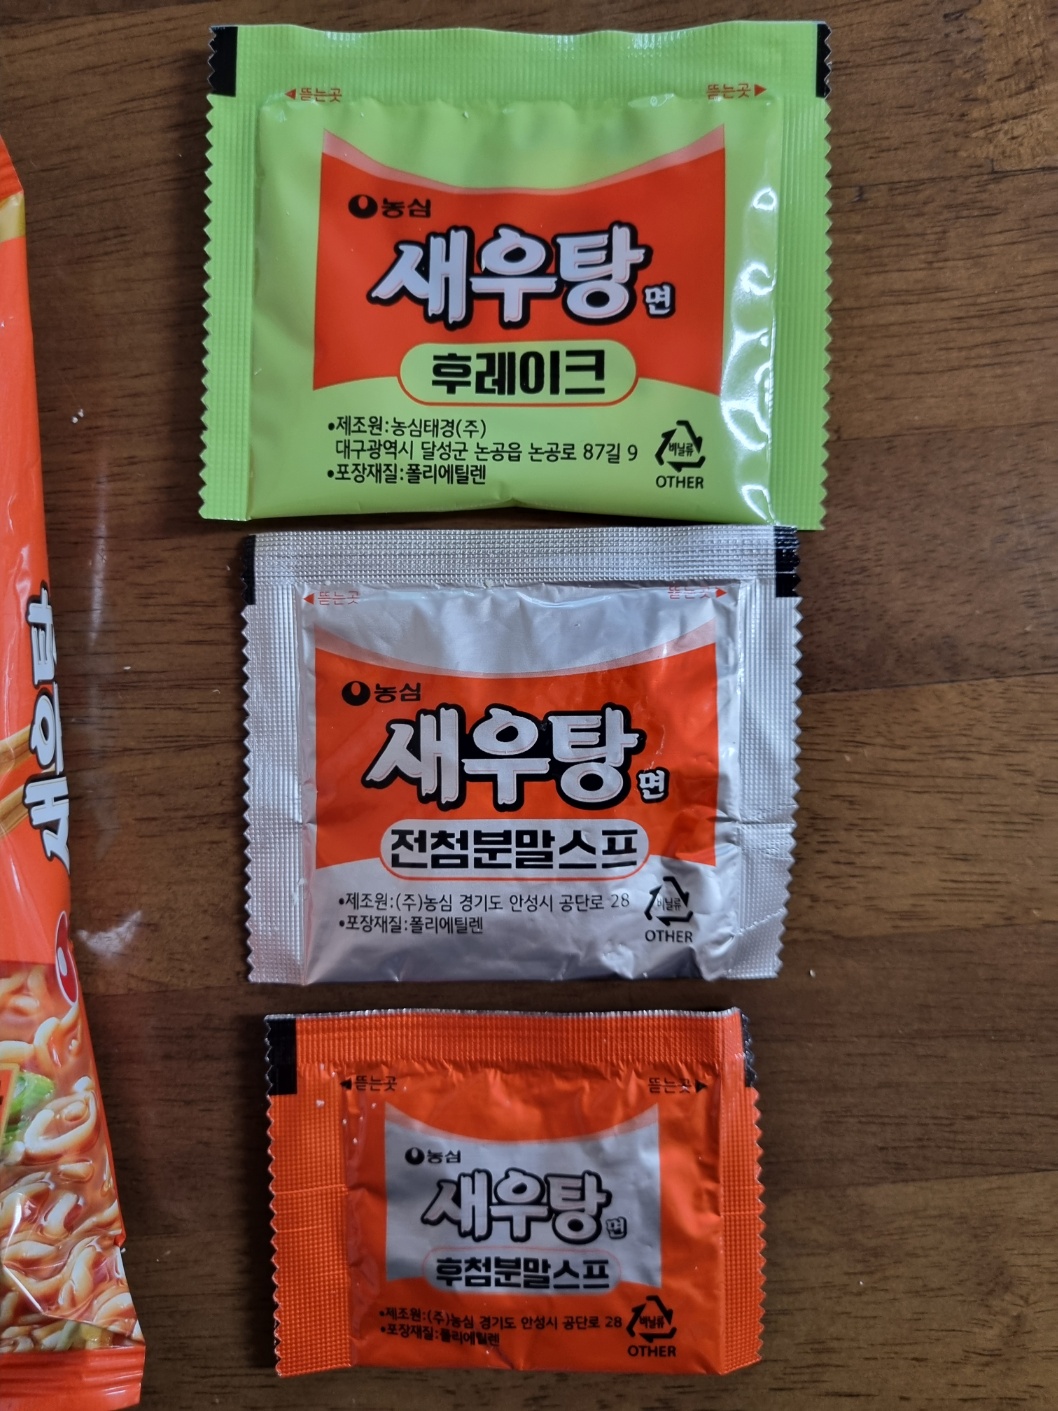 뜯는곳 뜯는곳
농심
새우탕면
후레이크
•제조원:농심태경(주)
대구광역시 달성군 논공읍 논공로 87길 9
•포장재질:폴리에틸렌
비닐류
OTHER
뜯는곳 뜯는곳
농심
새우탕면
전첨분말스프
•제조원:(주)농심 경기도 안성시 공단로 28
•포장재질:폴리에틸렌
비닐류
OTHER
뜯는곳 뜯는곳
농심
새우탕면
후첨분말스프
•제조원:(주)농심 경기도 안성시 공단로 28
•포장재질:폴리에틸렌
비닐류
OTHER
새우탕